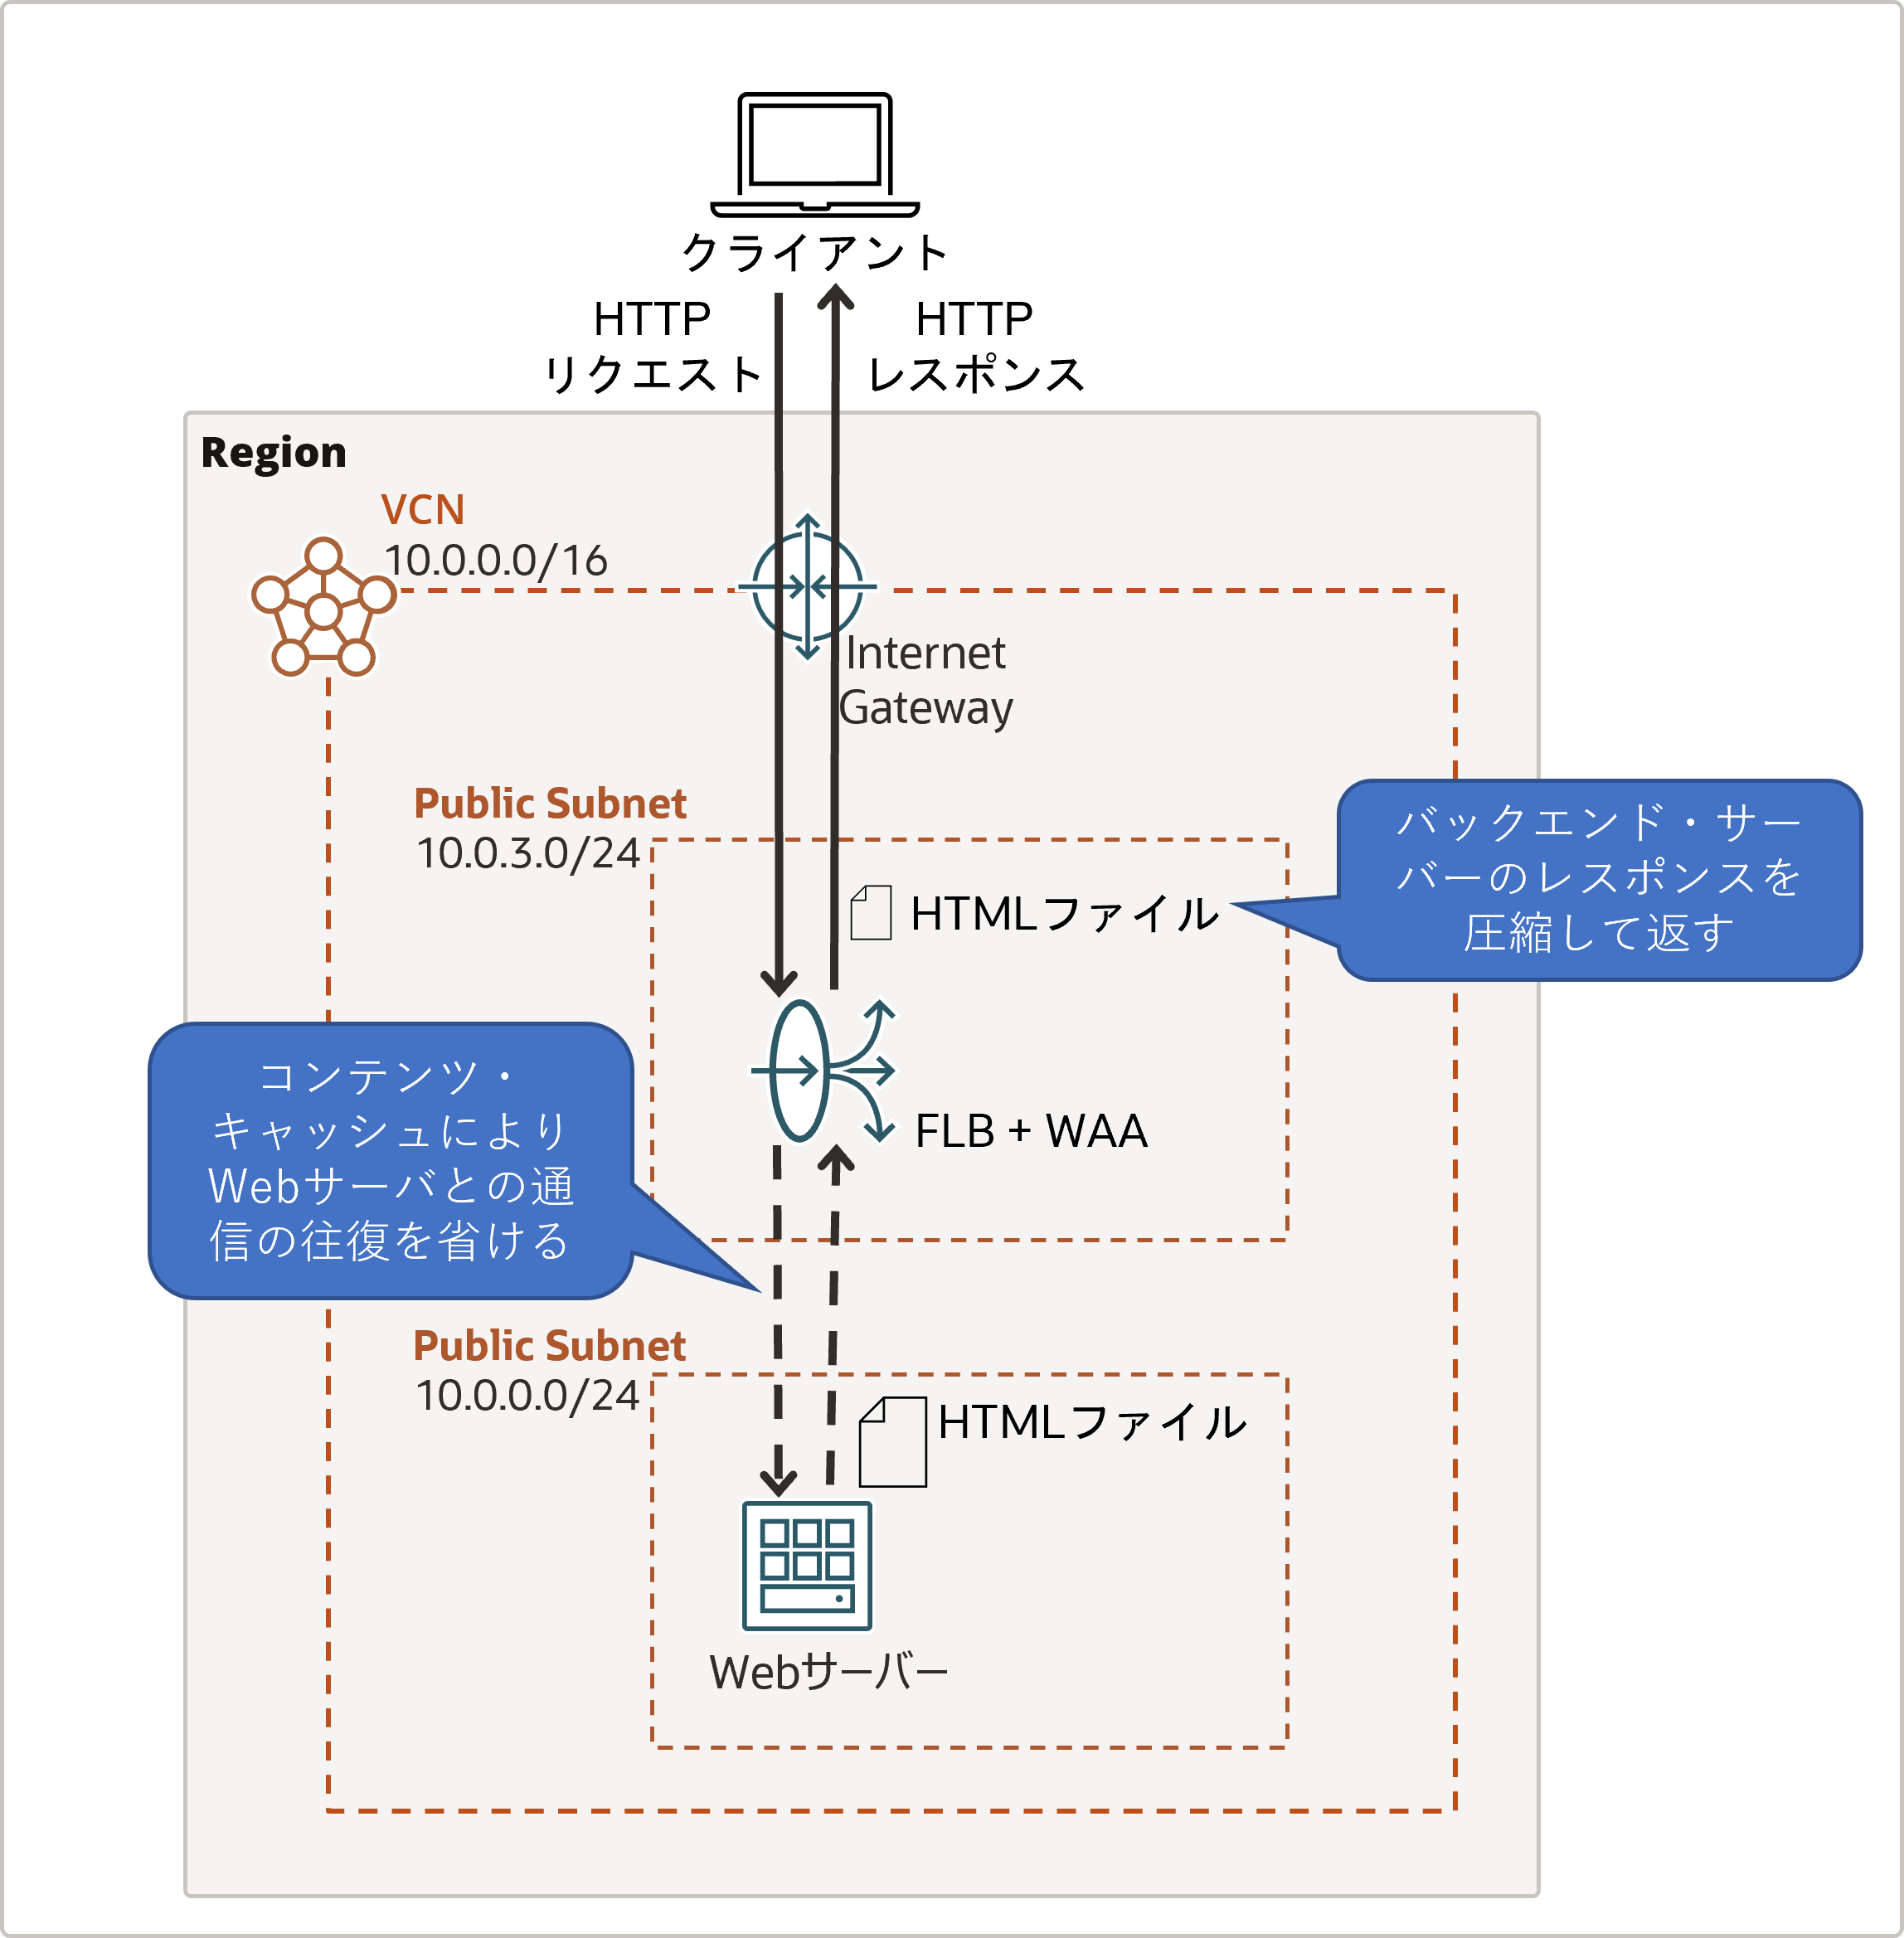 クライアント
HTTP
リクエスト
HTTP
レスポンス
Region
VCN
10.0.0.0/16
Internet
Gateway
Public Subnet
10.0.3.0/24
HTMLファイル
バックエンド・サー
バーのレスポンスを
圧縮して返す
コンテンツ・
キャッシュにより
Webサーバとの通
信の往復を省ける
FLB + WAA
Public Subnet
10.0.0.0/24
HTMLファイル
Webサーバー